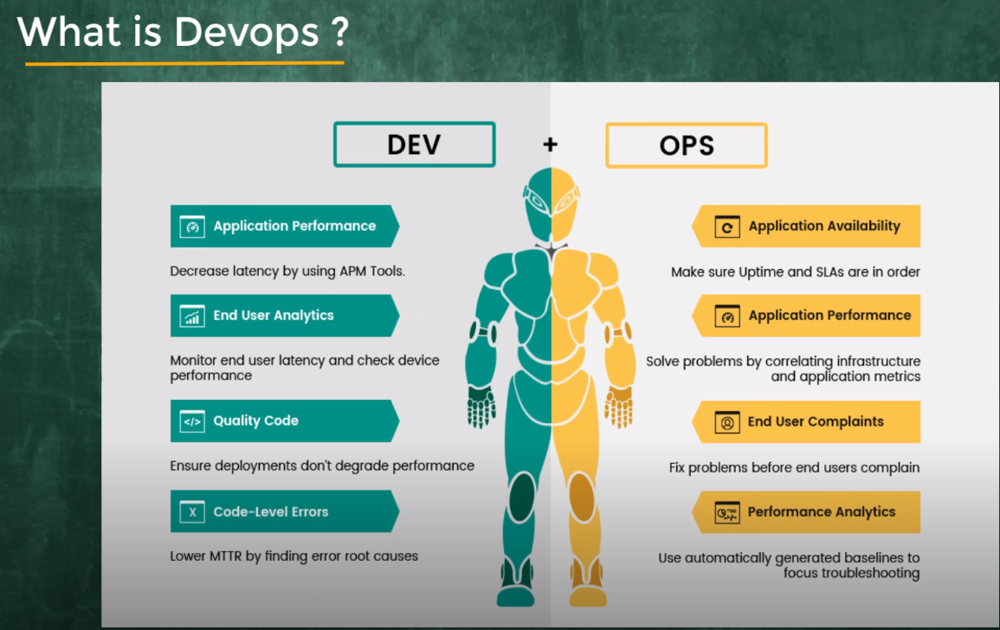 What is Devops ?
DEV + OPS
Application Performance
Decrease latency by using APM Tools.
End User Analytics
Monitor end user latency and check device
performance
Quality Code
</>
Ensure deployments don't degrade performance
Code-Level Errors
X
Lower MTTR by finding error root causes
Application Availability
Make sure Uptime and SLAs are in order
Application Performance
Solve problems by correlating infrastructure
and application metrics
End User Complaints
Fix problems before end users complain
Performance Analytics
Use automatically generated baselines to
focus troubleshooting